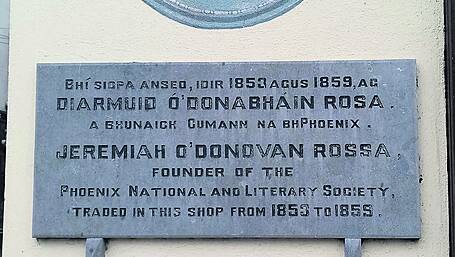 Bhí siopa anseo, idir 1853 agus 1859, ag
Diarmuid Ó'Donabháin Rosa.
a bhunaigh Cumann na bhPhoenix.
Jeremiah O'Donovan Rossa,
founder of the
Phoenix National and Literary Society,
traded in this shop from 1853 to 1859.